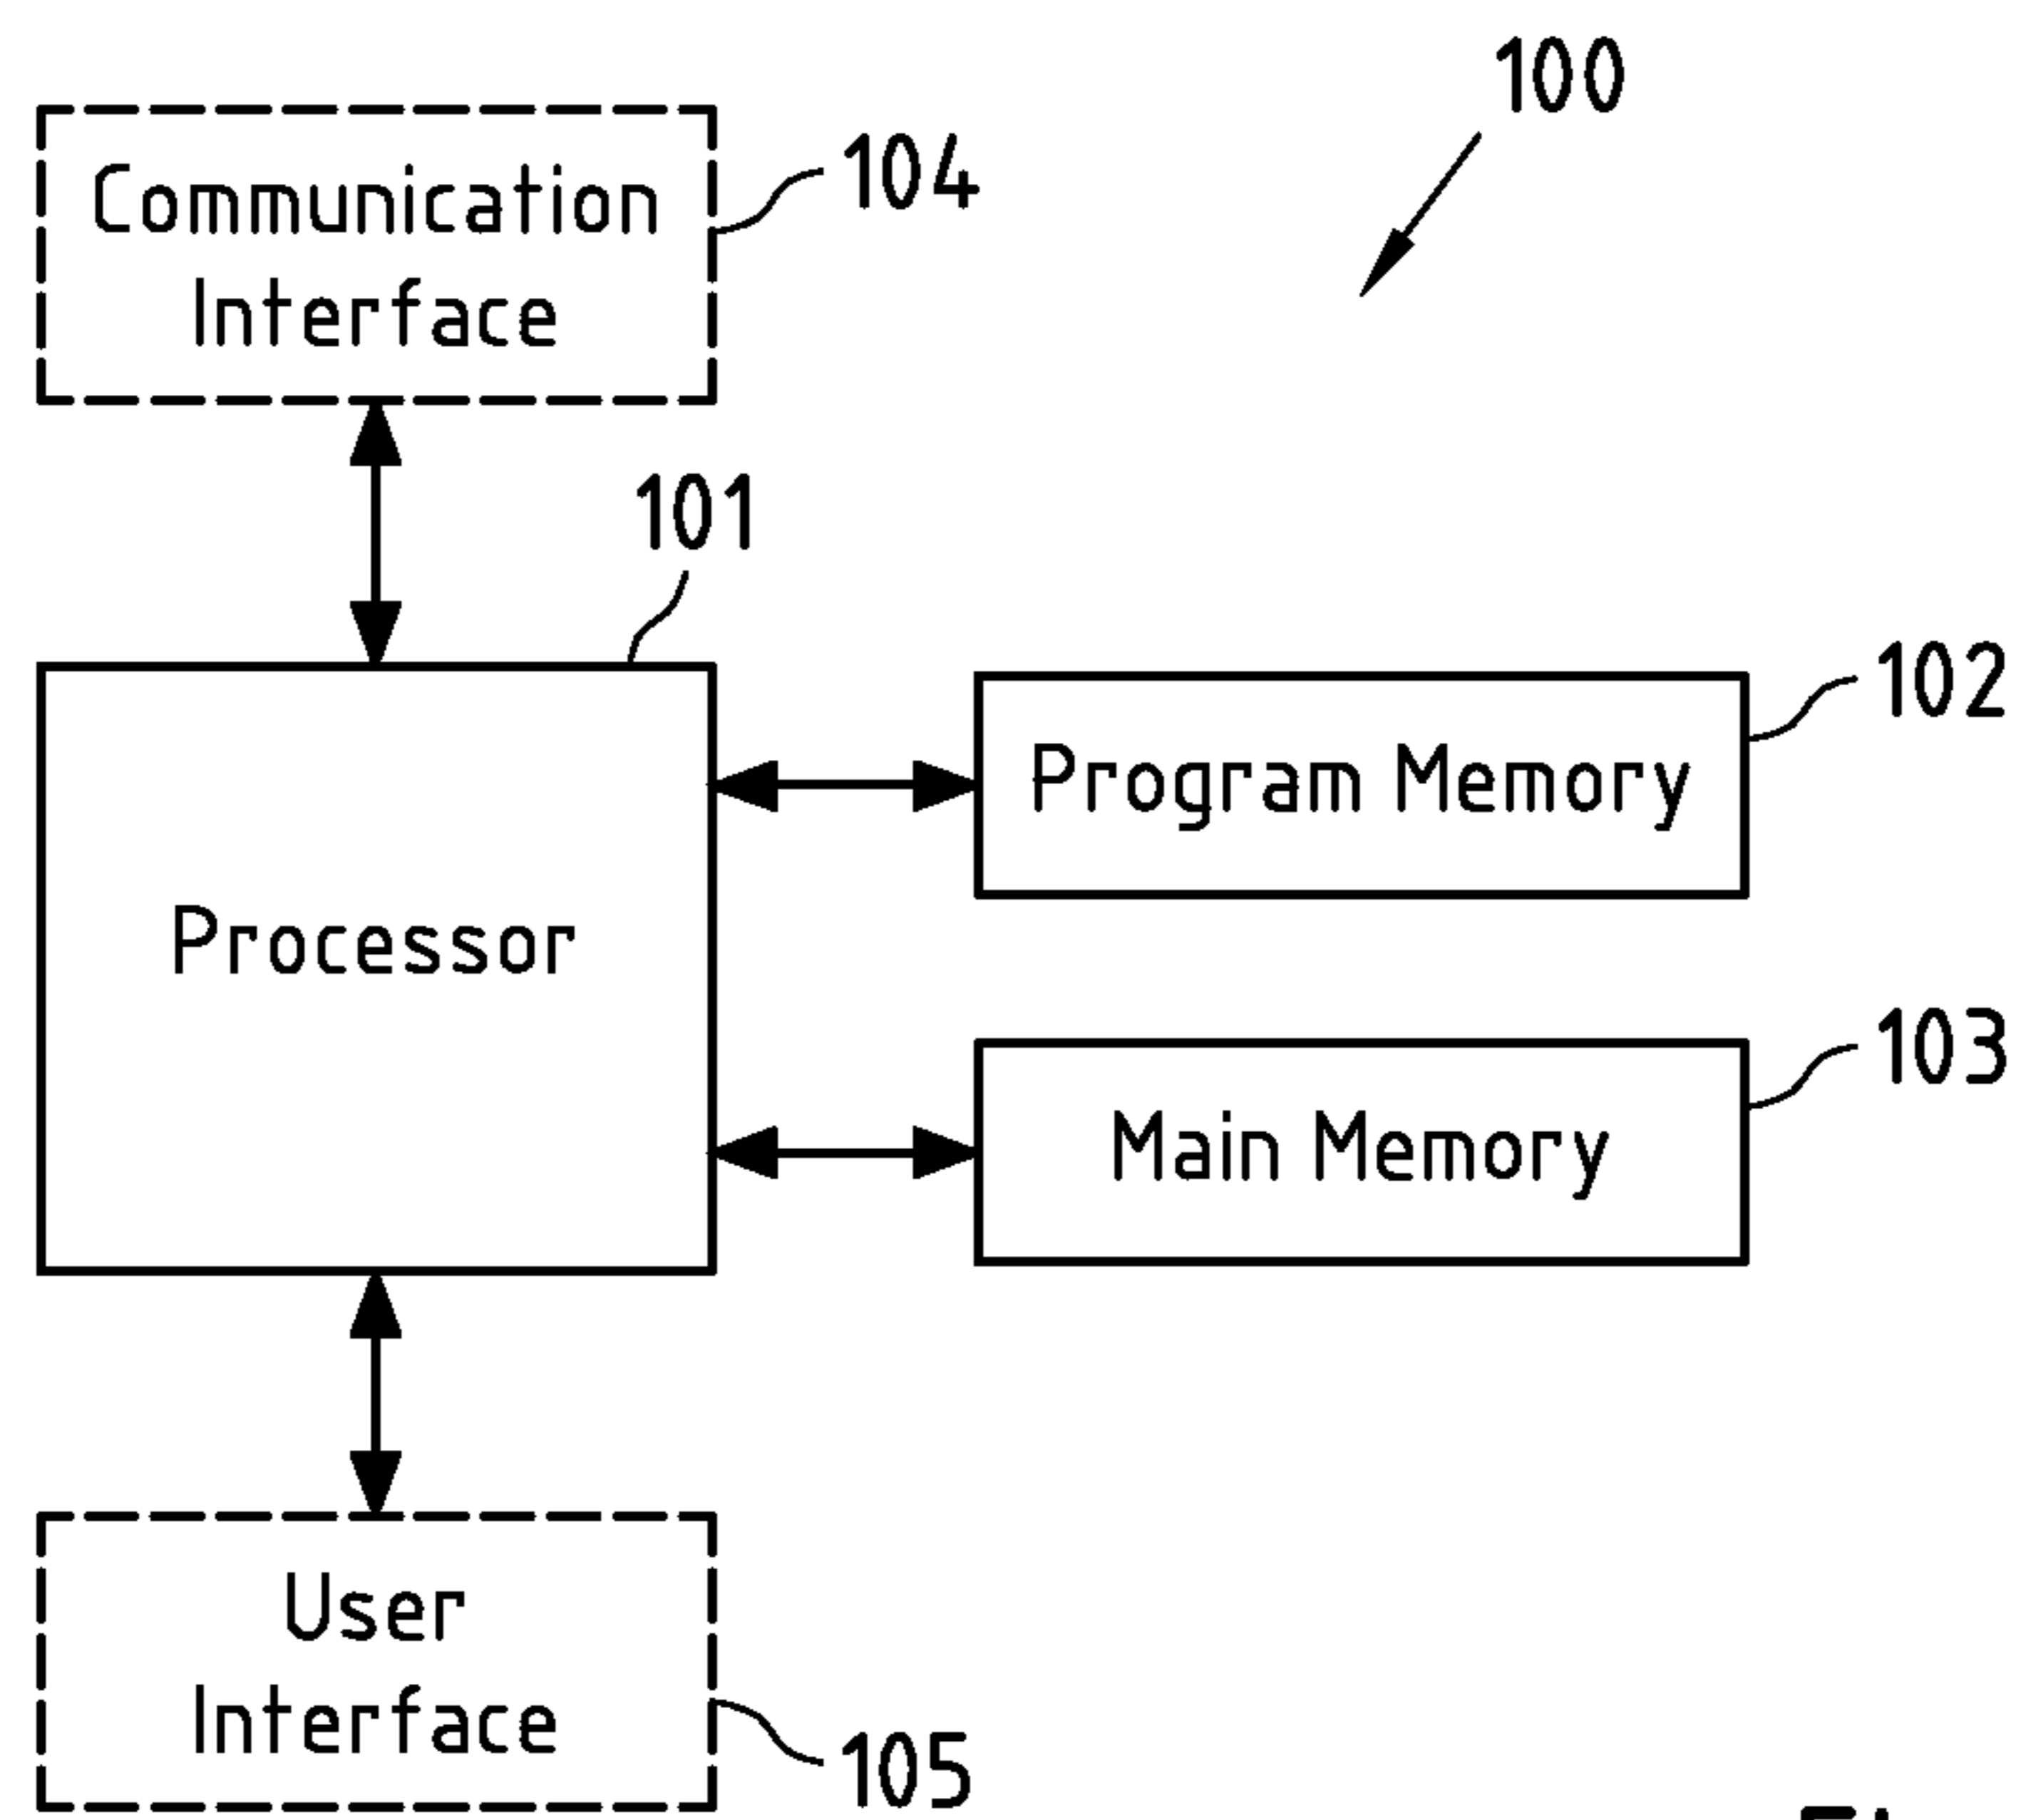 100
Communication
Interface
104
101
Processor
Program Memory
102
Main Memory
103
User
Interface
105